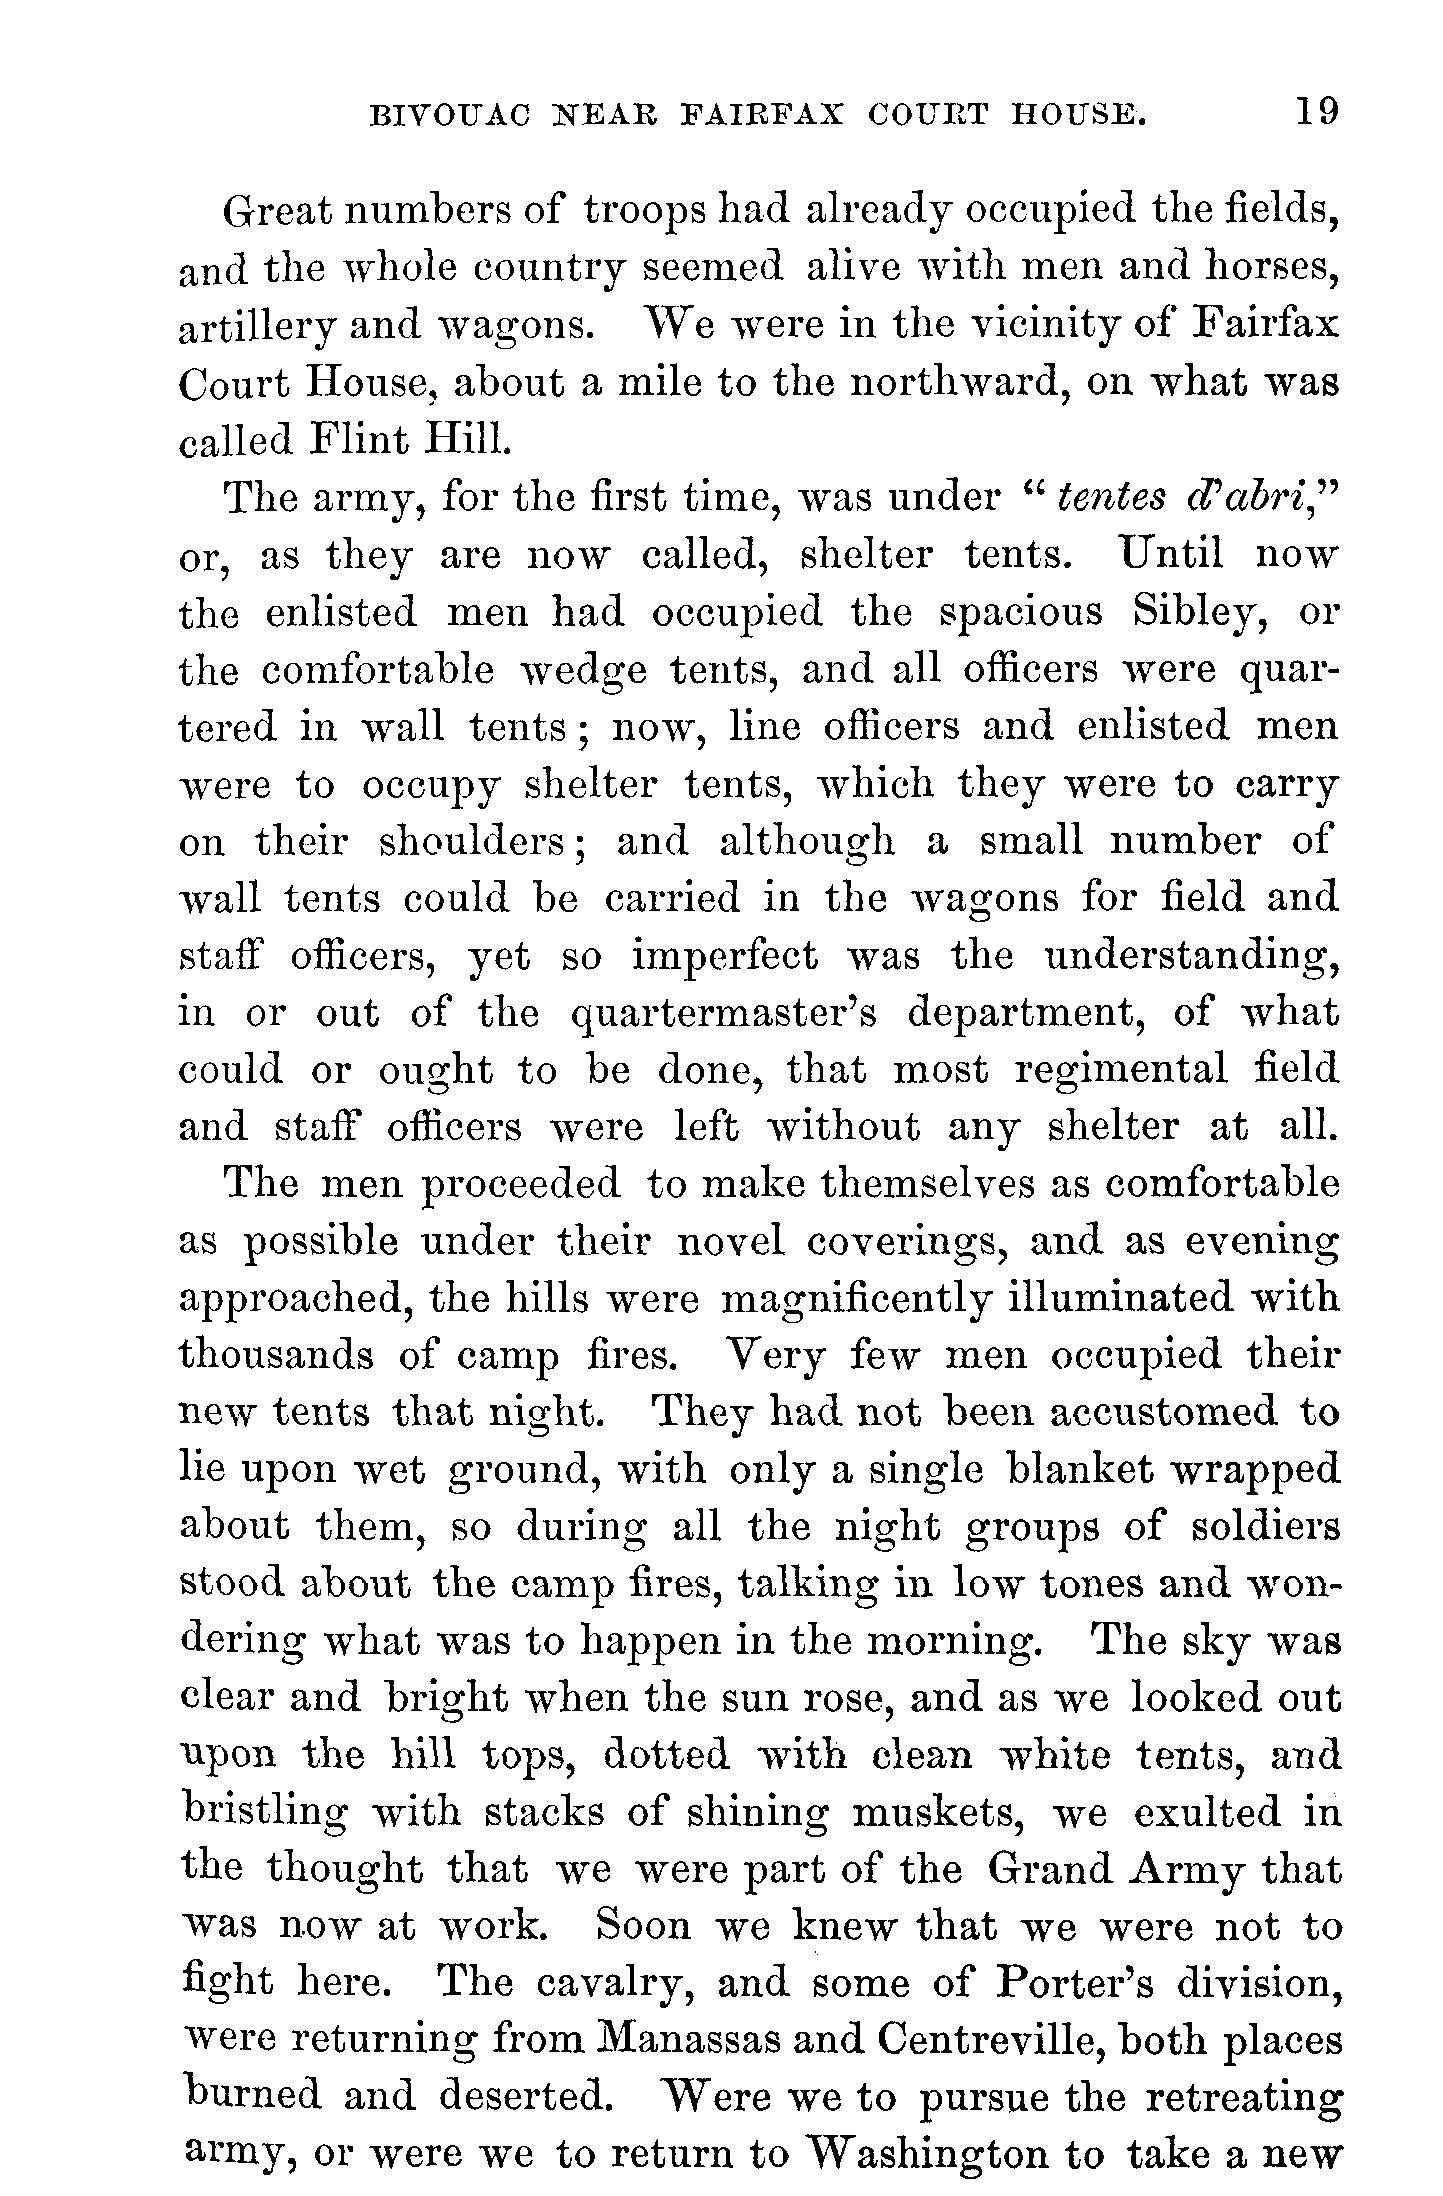 BIVOUAC NEAR FAIRFAX COURT HOUSE. 19
Great numbers of troops had already occupied the fields,
and the whole country seemed alive with men and horses,
artillery and wagons. We were in the vicinity of Fairfax
Court House, about a mile to the northward, on what was
called Flint Hill.
The army, for the first time, was under “ tentes d’abri,”
or, as they are now called, shelter tents. Until now
the enlisted men had occupied the spacious Sibley, or
the comfortable wedge tents, and all officers were quar-
tered in wall tents ; now, line officers and enlisted men
were to occupy shelter tents, which they were to carry
on their shoulders ; and although a small number of
wall tents could be carried in the wagons for field and
staff officers, yet so imperfect was the understanding,
in or out of the quartermaster’s department, of what
could or ought to be done, that most regimental field
and staff officers were left without any shelter at all.
The men proceeded to make themselves as comfortable
as possible under their novel coverings, and as evening
approached, the hills were magnificently illuminated with
thousands of camp fires. Very few men occupied their
new tents that night. They had not been accustomed to
lie upon wet ground, with only a single blanket wrapped
about them, so during all the night groups of soldiers
stood about the camp fires, talking in low tones and won-
dering what was to happen in the morning. The sky was
clear and bright when the sun rose, and as we looked out
upon the hill tops, dotted with clean white tents, and
bristling with stacks of shining muskets, we exulted in
the thought that we were part of the Grand Army that
was now at work. Soon we knew that we were not to
fight here. The cavalry, and some of Porter’s division,
were returning from Manassas and Centreville, both places
burned and deserted. Were we to pursue the retreating
army, or were we to return to Washington to take a new